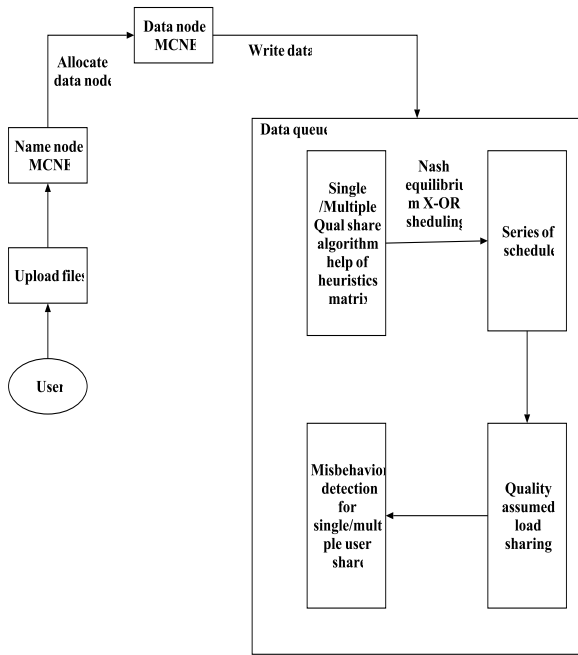 Data node
MCNE
Allocate
data node
Write data
Name node
MCNE
Upload files
User
Data queue
Single
/Multiple
Qual share
algorithm
help of
heuristics
matrix
Nash
equilibriu
m X-OR
sheduling
Series of
schedule
Quality
assumed
load
sharing
Misbehavior
detection
for
single/mult
ple user
share